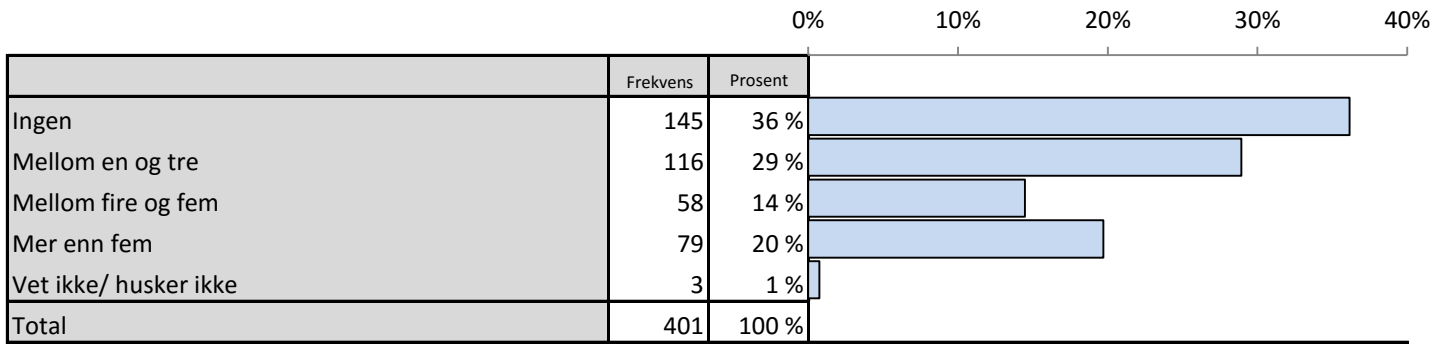 0% 10% 20% 30% 40%
Frekvens Prosent
Ingen 145 36 %
Mellom en og tre 116 29 %
Mellom fire og fem 58 14 %
Mer enn fem 79 20 %
Vet ikke/ husker ikke 3 1 %
Total 401 100 %